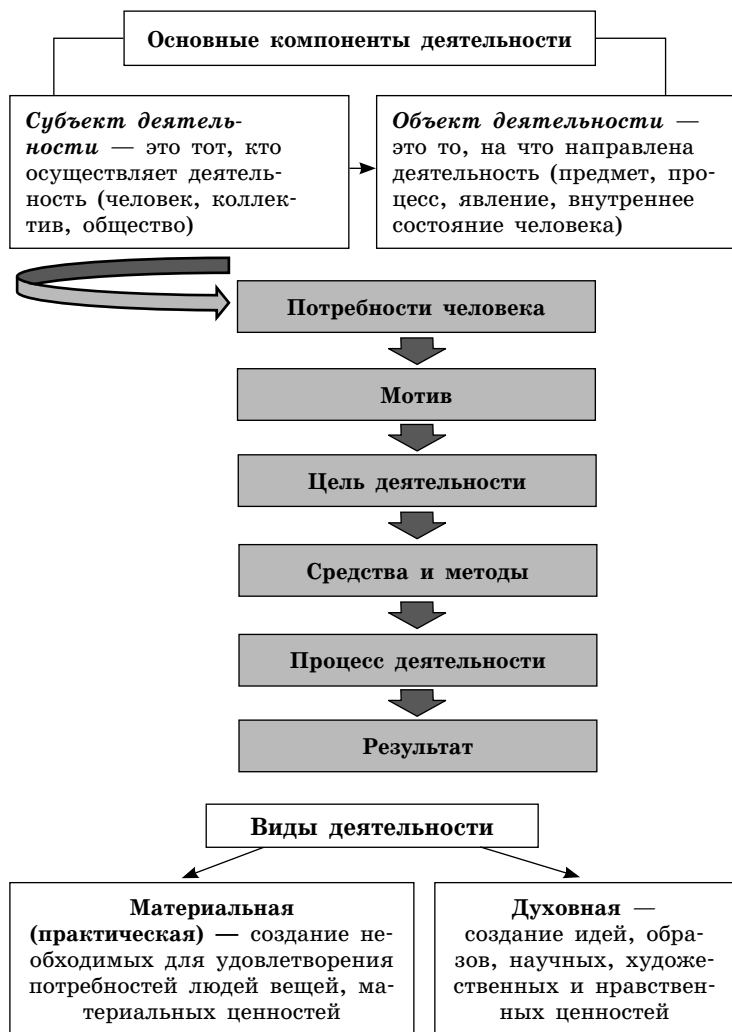 Основные компоненты деятельности
Субъект деятель-
ности — это тот, кто
осуществляет деятель-
ность (человек, коллек-
тив, общество)
Объект деятельности —
это то, на что направлена
деятельность (предмет, про-
цесс, явление, внутреннее
состояние человека)
Потребности человека
Мотив
Цель деятельности
Средства и методы
Процесс деятельности
Результат
Виды деятельности
Материальная
(практическая) — создание не-
обходимых для удовлетворения
потребностей людей вещей, ма-
териальных ценностей
Духовная —
создание идей, обра-
зов, научных, художе-
ственных и нравствен-
ных ценностей